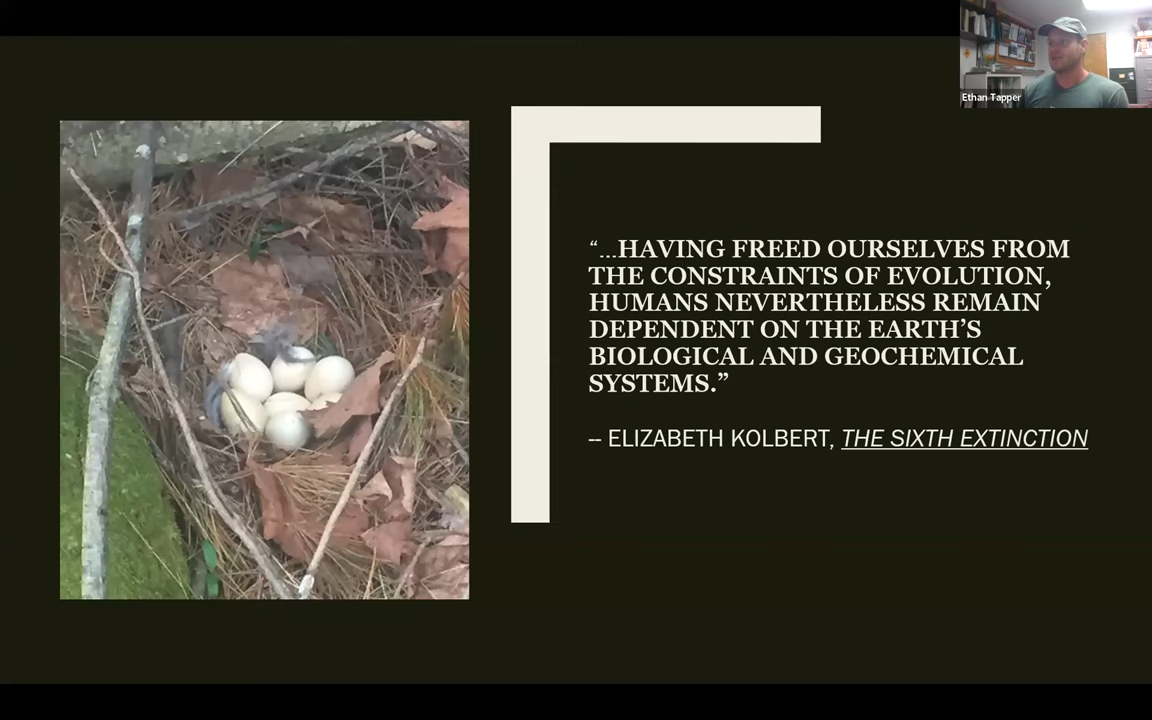 Ethan Tapper
“...HAVING FREED OURSELVES FROM
THE CONSTRAINTS OF EVOLUTION,
HUMANS NEVERTHELESS REMAIN
DEPENDENT ON THE EARTH’S
BIOLOGICAL AND GEOCHEMICAL
SYSTEMS.”
-- ELIZABETH KOLBERT, THE SIXTH EXTINCTION